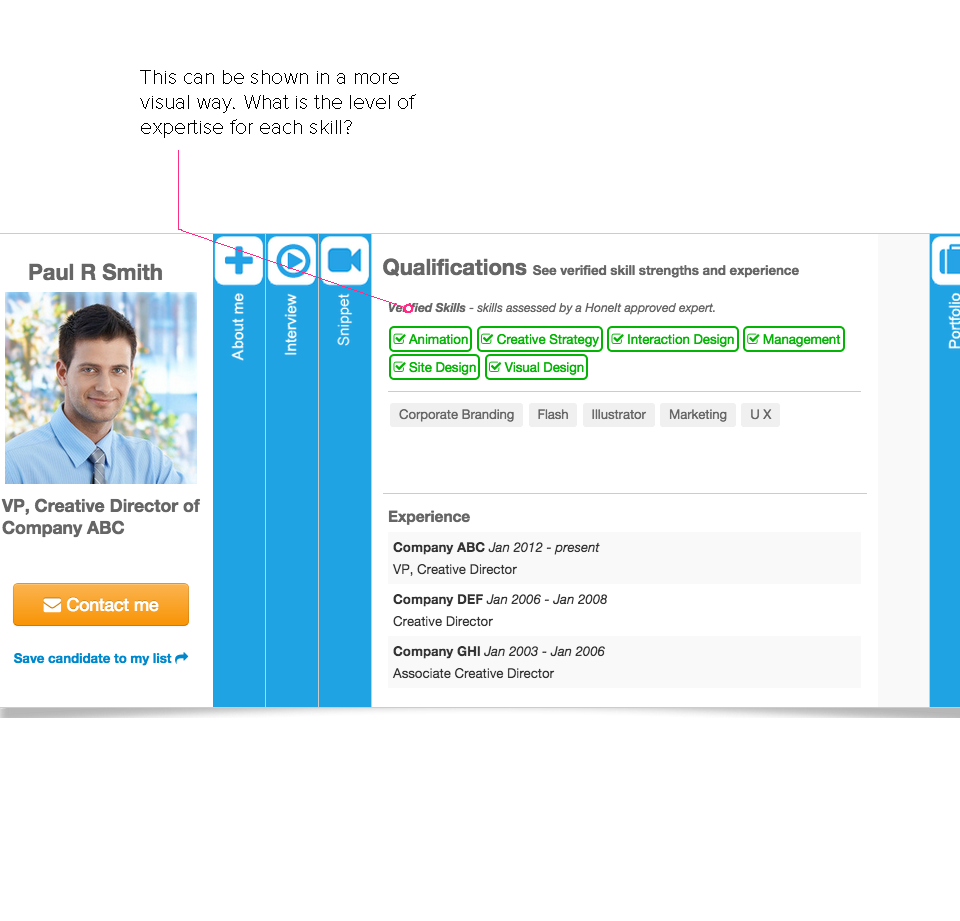 This can be shown in a more
visual way. What is the level of
expertise for each skill?
Paul R Smith
VP, Creative Director of
Company ABC
Contact me
Save candidate to my list
About me
Interview
Snippet
Qualifications See verified skill strengths and experience
Verified Skills - skills assessed by a HoneIt approved expert.
Animation Creative Strategy Interaction Design Management
Site Design Visual Design
Corporate Branding Flash Illustrator Marketing U X
Experience
Company ABC Jan 2012 - present
VP, Creative Director
Company DEF Jan 2006 - Jan 2008
Creative Director
Company GHI Jan 2003 - Jan 2006
Associate Creative Director
Portfolio